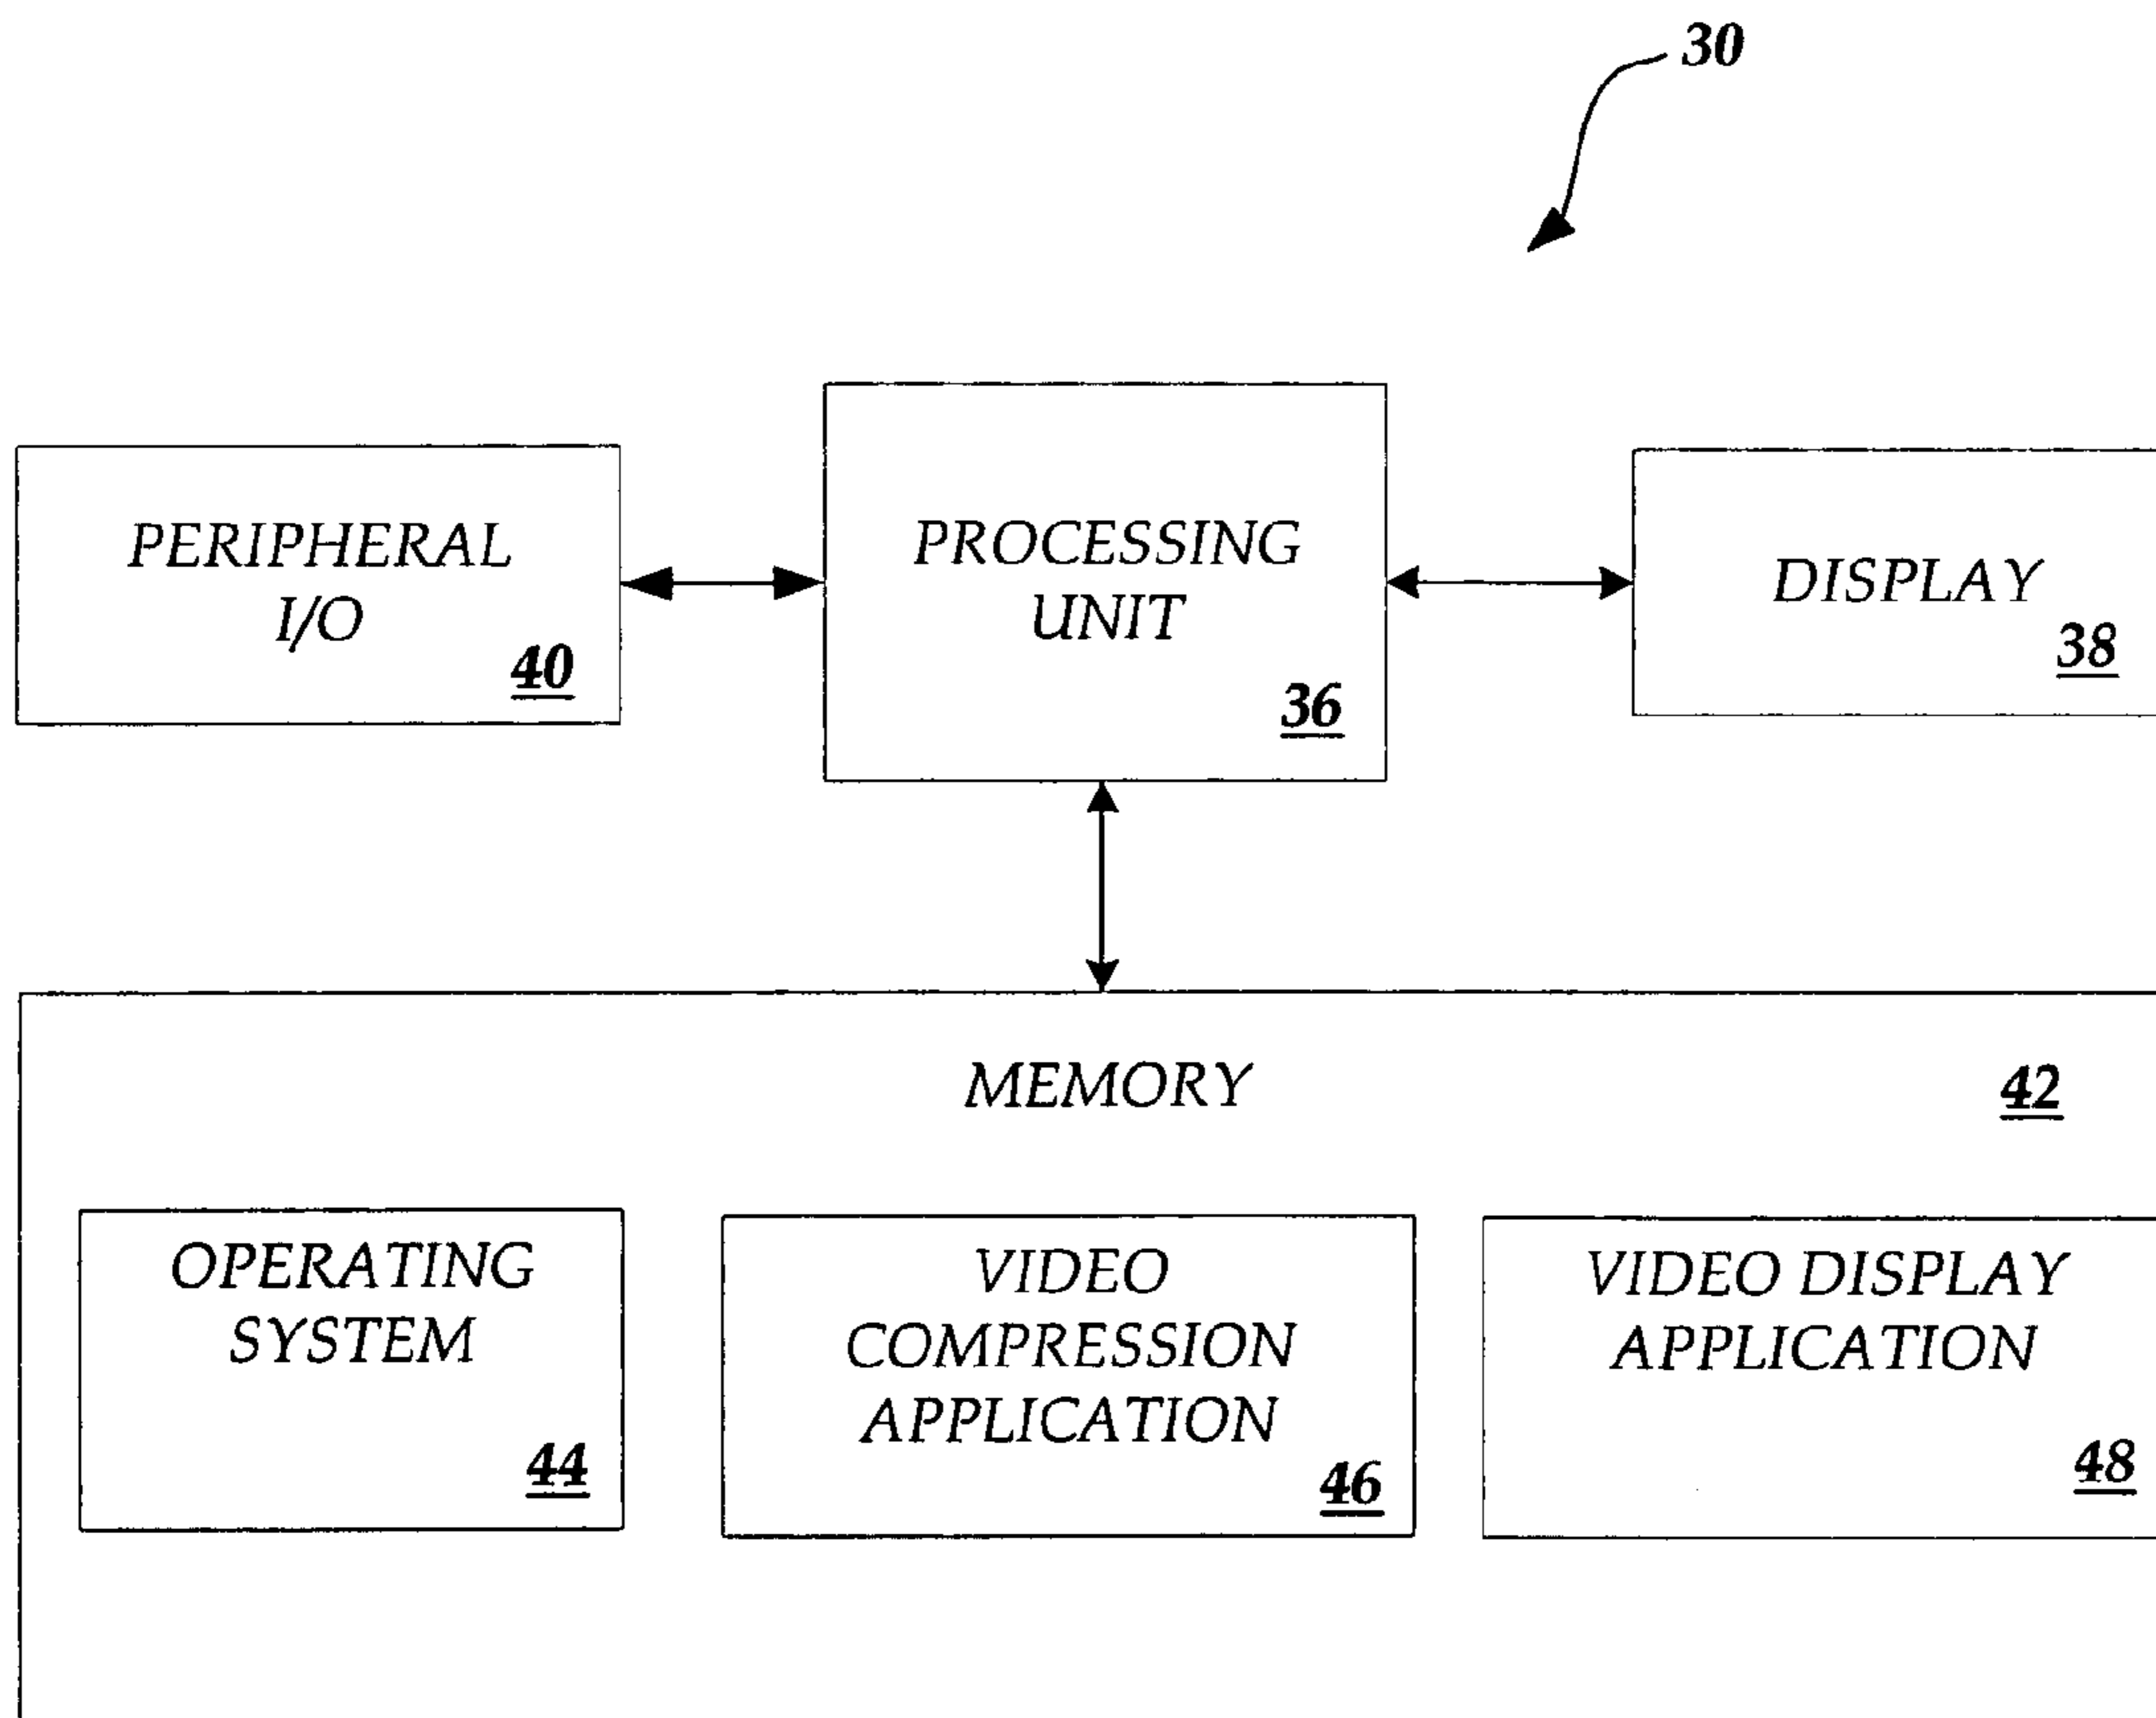 30
PERIPHERAL
I/O
40
PROCESSING
UNIT
36
DISPLAY
38
MEMORY
42
OPERATING
SYSTEM
44
VIDEO
COMPRESSION
APPLICATION
46
VIDEO DISPLAY
APPLICATION
48